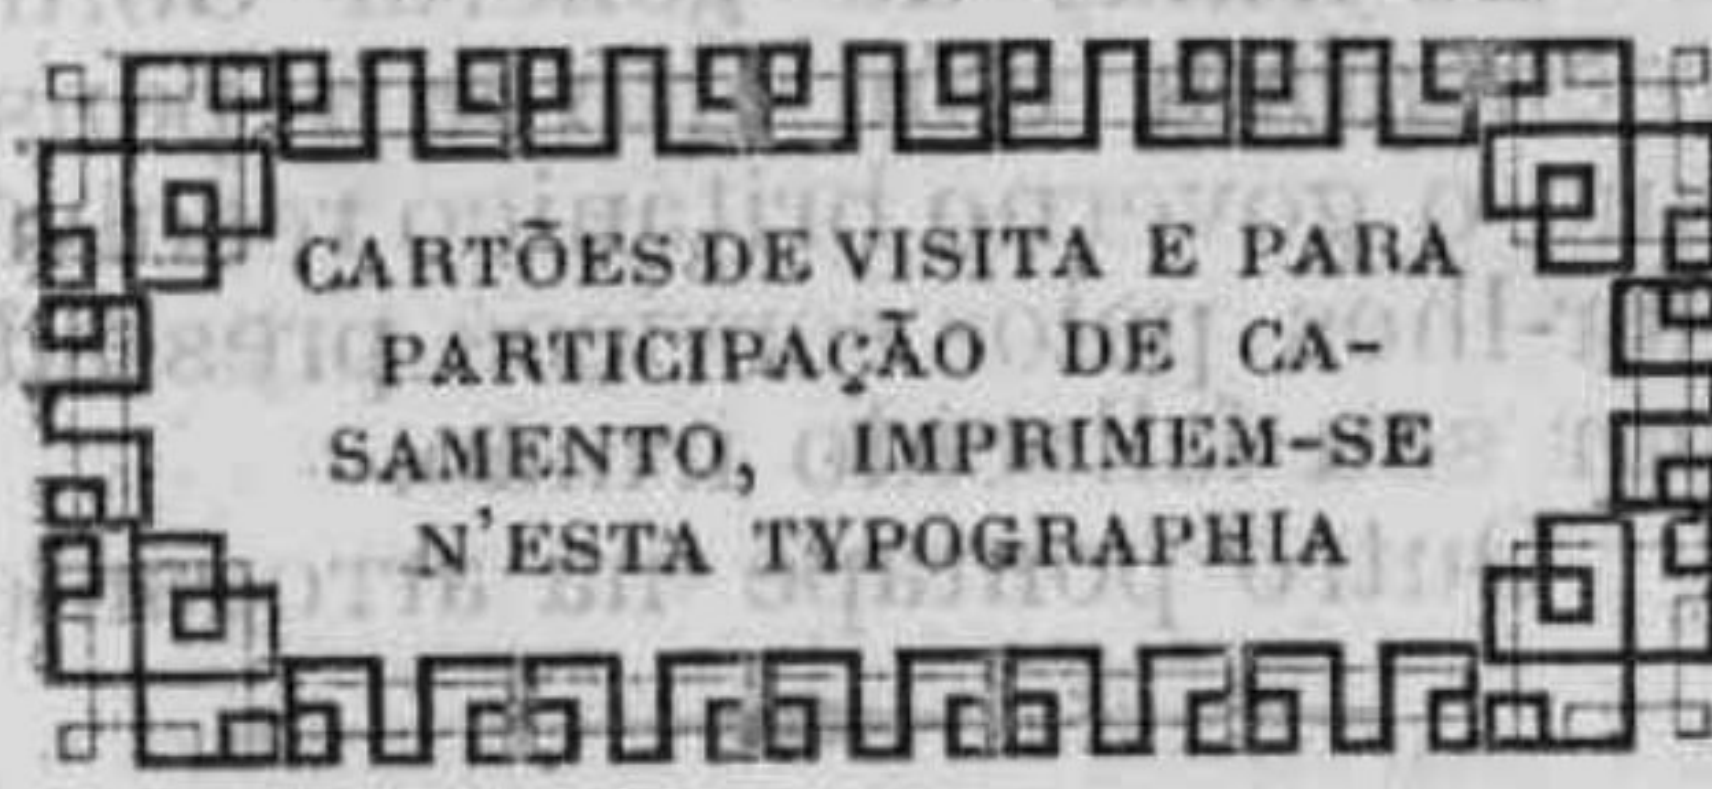 CARTÕES DE VISITA E PARA
PARTICIPAÇÃO DE CA-
SAMENTO, IMPRIMEM-SE
N'ESTA TYPOGRAPHIA